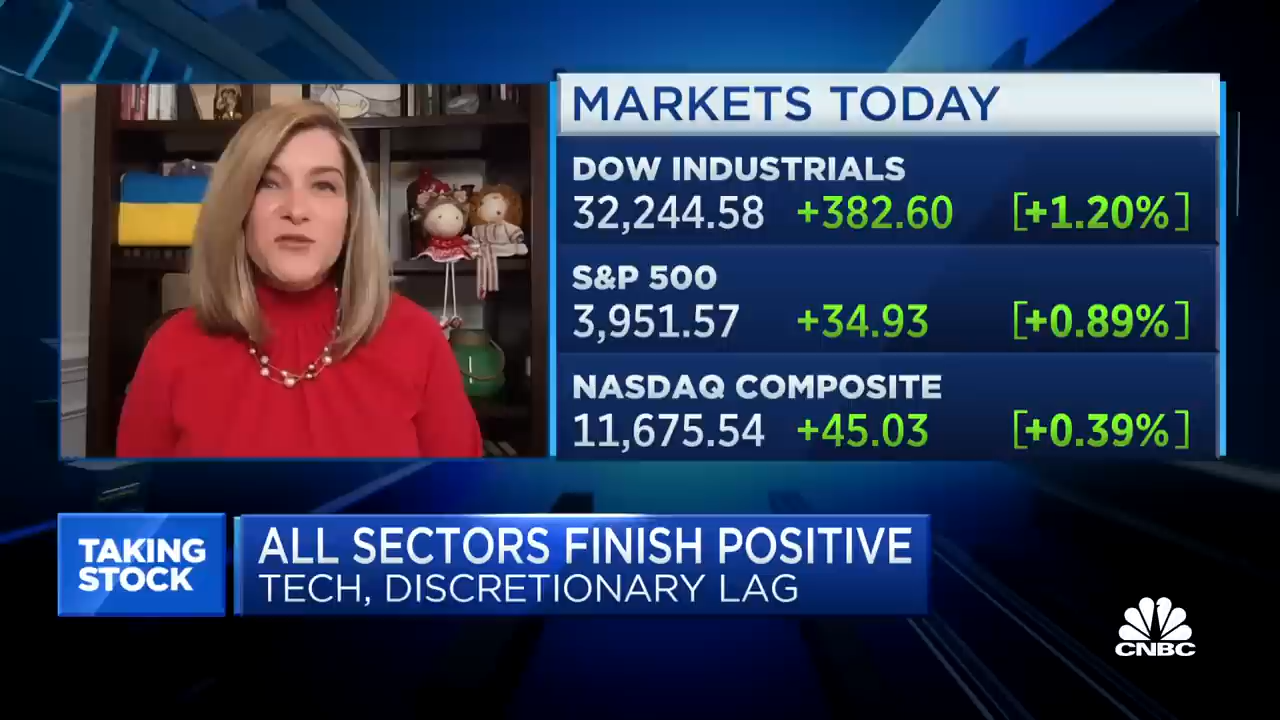 MARKETS TODAY
DOW INDUSTRIALS
32,244.58 +382.60 [+1.20%]
S&P 500
3,951.57 +34.93 [+0.89%]
NASDAQ COMPOSITE
11,675.54 +45.03 [+0.39%]
TAKING
STOCK
ALL SECTORS FINISH POSITIVE
TECH, DISCRETIONARY LAG
CNBC